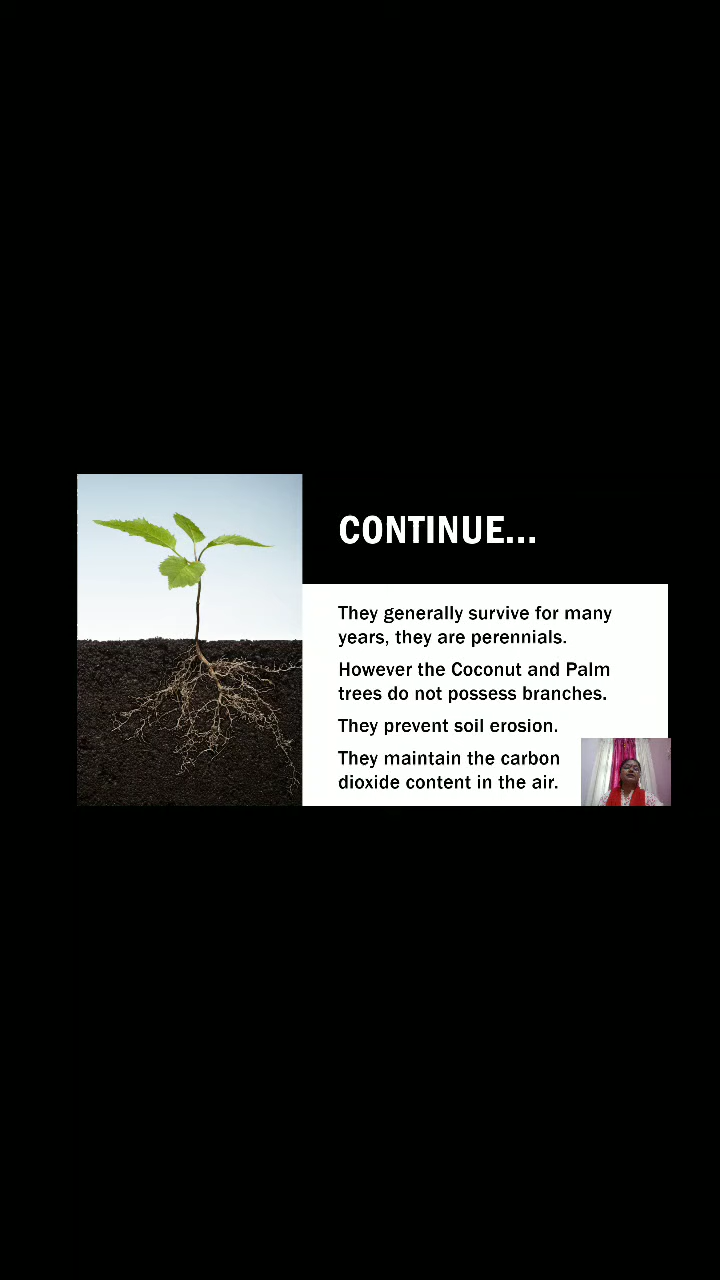 CONTINUE...
They generally survive for many
years, they are perennials.
However the Coconut and Palm
trees do not possess branches.
They prevent soil erosion.
They maintain the carbon
dioxide content in the air.